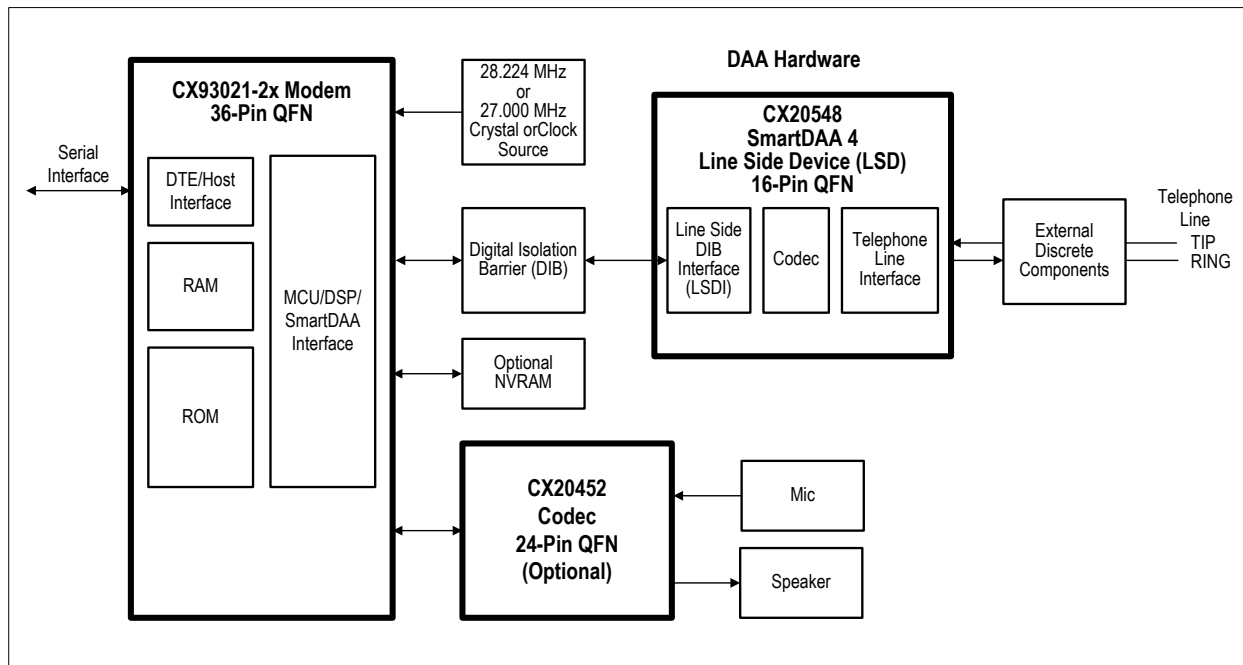 CX93021-2x Modem
36-Pin QFN
Serial
Interface
DTE/Host
Interface
RAM
ROM
MCU/DSP/
SmartDAA
Interface
28.224 MHz
or
27.000 MHz
Crystal orClock
Source
Digital Isolation
Barrier (DIB)
Optional
NVRAM
DAA Hardware
CX20548
SmartDAA 4
Line Side Device (LSD)
16-Pin QFN
Line Side
DIB
Interface
(LSDI)
Codec
Telephone
Line
Interface
External
Discrete
Components
Telephone
Line
TIP
RING
CX20452
Codec
24-Pin QFN
(Optional)
Mic
Speaker